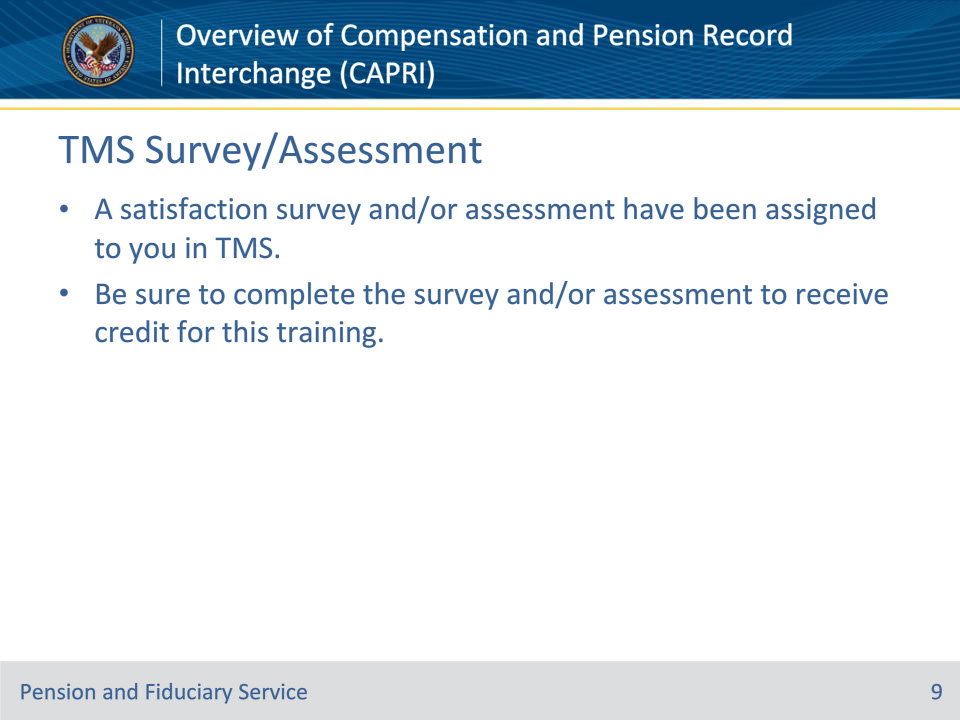 Overview of Compensation and Pension Record
Interchange (CAPRI)
TMS Survey/Assessment
• A satisfaction survey and/or assessment have been assigned
to you in TMS.
• Be sure to complete the survey and/or assessment to receive
credit for this training.
Pension and Fiduciary Service
9